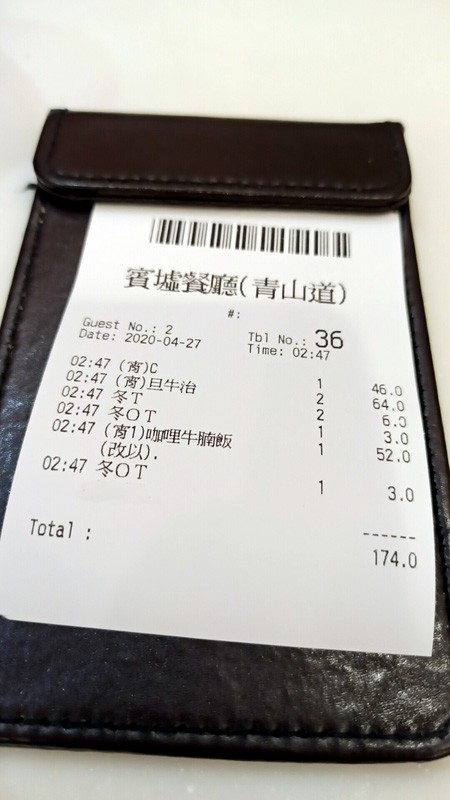 賓墟餐廳(青山道)
#:
Guest No.: 2 Tbl No.: 36
Date: 2020-04-27 Time: 02:47
02:47 (宵)C 1 46.0
02:47 (宵)旦牛治 2 64.0
02:47 冬T 2 6.0
02:47 冬OT 1 3.0
02:47 (宵1)咖哩牛腩飯 1 52.0
(改以).
02:47 冬OT 1 3.0
------
Total : 174.0